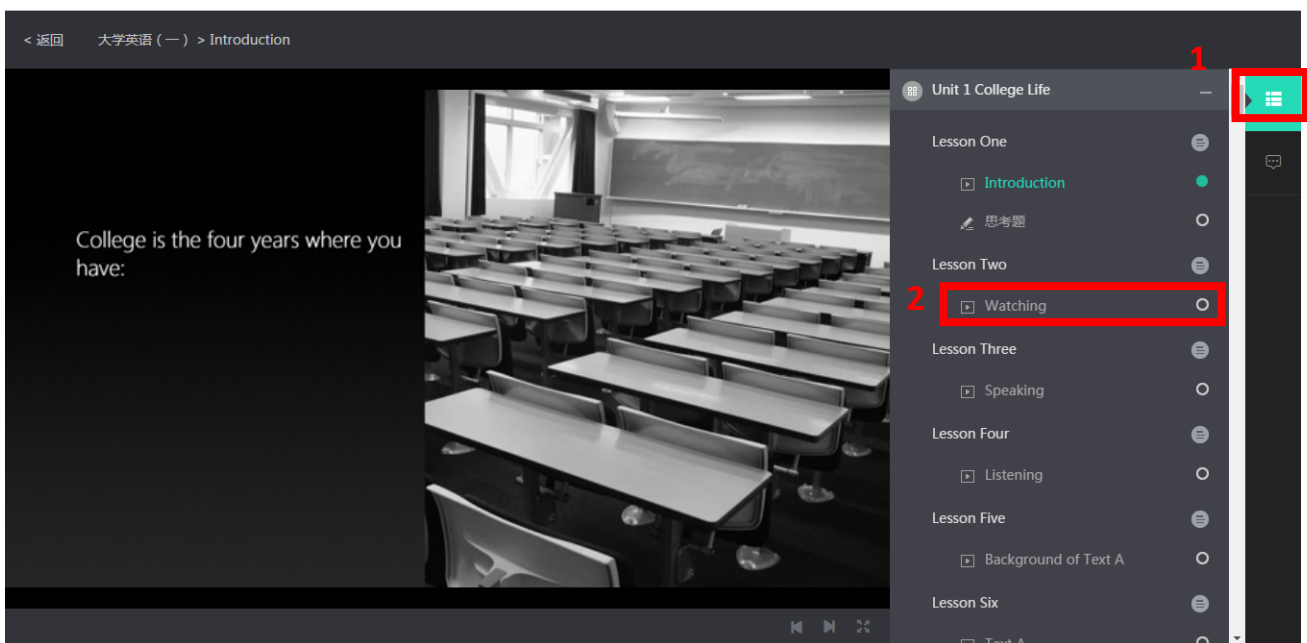 < 返回 大学英语（一） > Introduction
1
Unit 1 College Life
Lesson One
Introduction
思考题
College is the four years where you
have:
Lesson Two
2
Watching
Lesson Three
Speaking
Lesson Four
Listening
Lesson Five
Background of Text A
Lesson Six
Text A